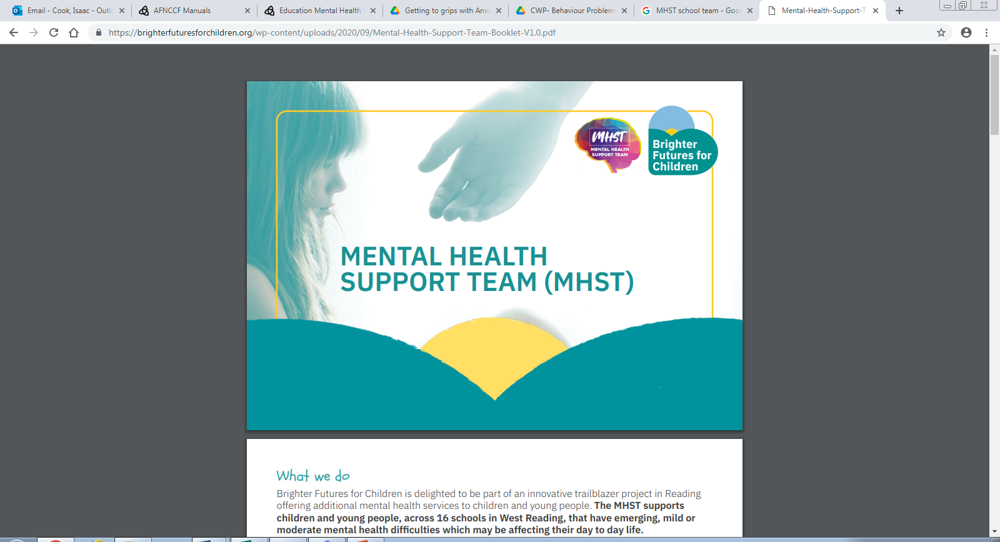 Email - Cook, Isaac - Outlo
AFNCCF Manuals
Education Mental Health
Getting to grips with Anxi
CWP- Behaviour Problems
MHST school team - Goo
Mental-Health-Support-T
https://brighterfuturesforchildren.org/wp-content/uploads/2020/09/Mental-Health-Support-Team-Booklet-V1.0.pdf
MHST
MENTAL HEALTH
SUPPORT TEAM
Brighter
Futures for
Children
MENTAL HEALTH
SUPPORT TEAM (MHST)
What we do
Brighter Futures for Children is delighted to be part of an innovative trailblazer project in Reading
offering additional mental health services to children and young people. The MHST supports
children and young people, across 16 schools in West Reading, that have emerging, mild or
moderate mental health difficulties which may be affecting their day to day life.